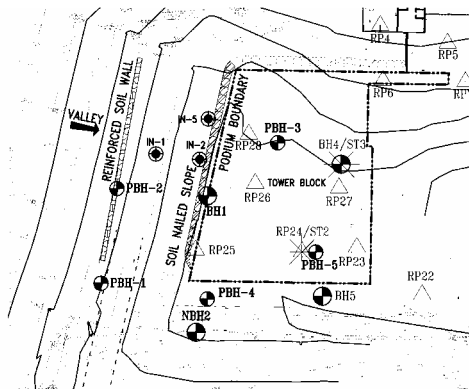 RP4
RP5
RP6
VALLEY
REINFORCED SOIL WALL
IN-1
IN-5
IN-2
SOIL NAILED SLOPE
PODIUM BOUNDARY
RP28
PBH-3
BH4/ST3
PBH-2
BH1
RP26
TOWER BLOCK
RP27
RP25
RP24/ST2
PBH-5
RP23
PBH-1
PBH-4
BH5
RP22
NBH2